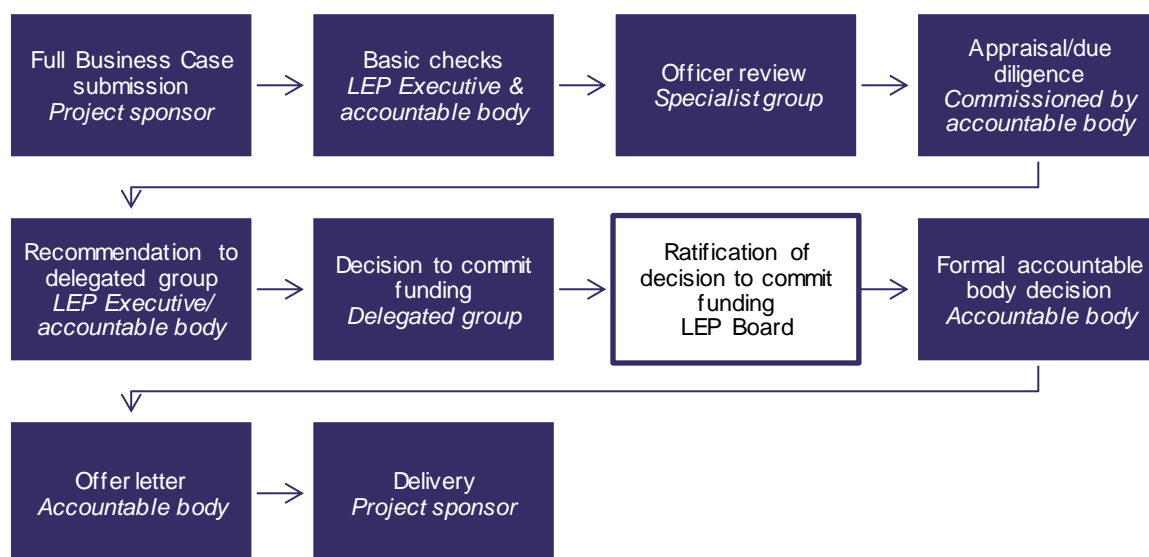 Full Business Case
submission
Project sponsor
Basic checks
LEP Executive &
accountable body
Officer review
Specialist group
Appraisal/due
diligence
Commissioned by
accountable body
Recommendation to
delegated group
LEP Executive/
accountable body
Decision to commit
funding
Delegated group
Ratification of
decision to commit
funding
LEP Board
Formal accountable
body decision
Accountable body
Offer letter
Accountable body
Delivery
Project sponsor